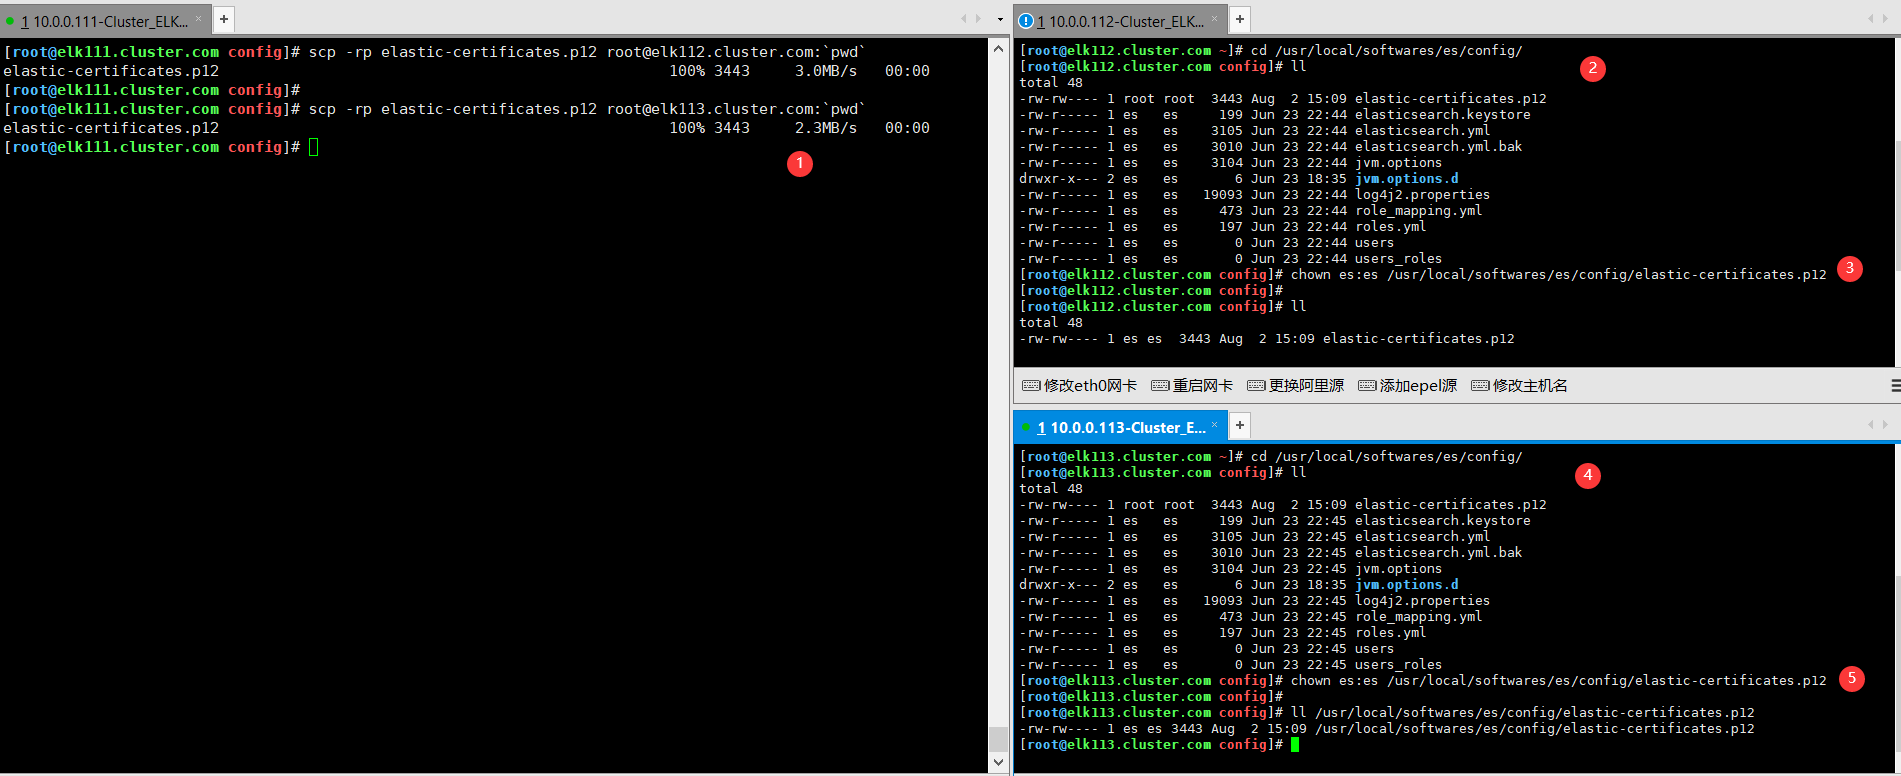 1 10.0.0.111-Cluster_ELK... × +
[root@elk111.cluster.com config]# scp -rp elastic-certificates.p12 root@elk112.cluster.com:`pwd`
elastic-certificates.p12 100% 3443 3.0MB/s 00:00
[root@elk111.cluster.com config]#
[root@elk111.cluster.com config]# scp -rp elastic-certificates.p12 root@elk113.cluster.com:`pwd`
elastic-certificates.p12 100% 3443 2.3MB/s 00:00
[root@elk111.cluster.com config]#
1
1 10.0.0.112-Cluster_ELK... × +
[root@elk112.cluster.com ~]# cd /usr/local/softwares/es/config/
[root@elk112.cluster.com config]# ll
2
total 48
-rw-rw---- 1 root root 3443 Aug 2 15:09 elastic-certificates.p12
-rw-r----- 1 es es 199 Jun 23 22:44 elasticsearch.keystore
-rw-r----- 1 es es 3105 Jun 23 22:44 elasticsearch.yml
-rw-r----- 1 es es 3010 Jun 23 22:44 elasticsearch.yml.bak
-rw-r----- 1 es es 3104 Jun 23 22:44 jvm.options
drwxr-x--- 2 es es 6 Jun 23 18:35 jvm.options.d
-rw-r----- 1 es es 19093 Jun 23 22:44 log4j2.properties
-rw-r----- 1 es es 473 Jun 23 22:44 role_mapping.yml
-rw-r----- 1 es es 197 Jun 23 22:44 roles.yml
-rw-r----- 1 es es 0 Jun 23 22:44 users
-rw-r----- 1 es es 0 Jun 23 22:44 users_roles
[root@elk112.cluster.com config]# chown es:es /usr/local/softwares/es/config/elastic-certificates.p12
3
[root@elk112.cluster.com config]#
[root@elk112.cluster.com config]# ll
total 48
-rw-rw---- 1 es es 3443 Aug 2 15:09 elastic-certificates.p12
修改eth0网卡 重启网卡 更换阿里源 添加epel源 修改主机名
1 10.0.0.113-Cluster_E... × +
[root@elk113.cluster.com ~]# cd /usr/local/softwares/es/config/
[root@elk113.cluster.com config]# ll
4
total 48
-rw-rw---- 1 root root 3443 Aug 2 15:09 elastic-certificates.p12
-rw-r----- 1 es es 199 Jun 23 22:45 elasticsearch.keystore
-rw-r----- 1 es es 3105 Jun 23 22:45 elasticsearch.yml
-rw-r----- 1 es es 3010 Jun 23 22:45 elasticsearch.yml.bak
-rw-r----- 1 es es 3104 Jun 23 22:45 jvm.options
drwxr-x--- 2 es es 6 Jun 23 18:35 jvm.options.d
-rw-r----- 1 es es 19093 Jun 23 22:45 log4j2.properties
-rw-r----- 1 es es 473 Jun 23 22:45 role_mapping.yml
-rw-r----- 1 es es 197 Jun 23 22:45 roles.yml
-rw-r----- 1 es es 0 Jun 23 22:45 users
-rw-r----- 1 es es 0 Jun 23 22:45 users_roles
[root@elk113.cluster.com config]# chown es:es /usr/local/softwares/es/config/elastic-certificates.p12
5
[root@elk113.cluster.com config]#
[root@elk113.cluster.com config]# ll /usr/local/softwares/es/config/elastic-certificates.p12
-rw-rw---- 1 es es 3443 Aug 2 15:09 /usr/local/softwares/es/config/elastic-certificates.p12
[root@elk113.cluster.com config]#